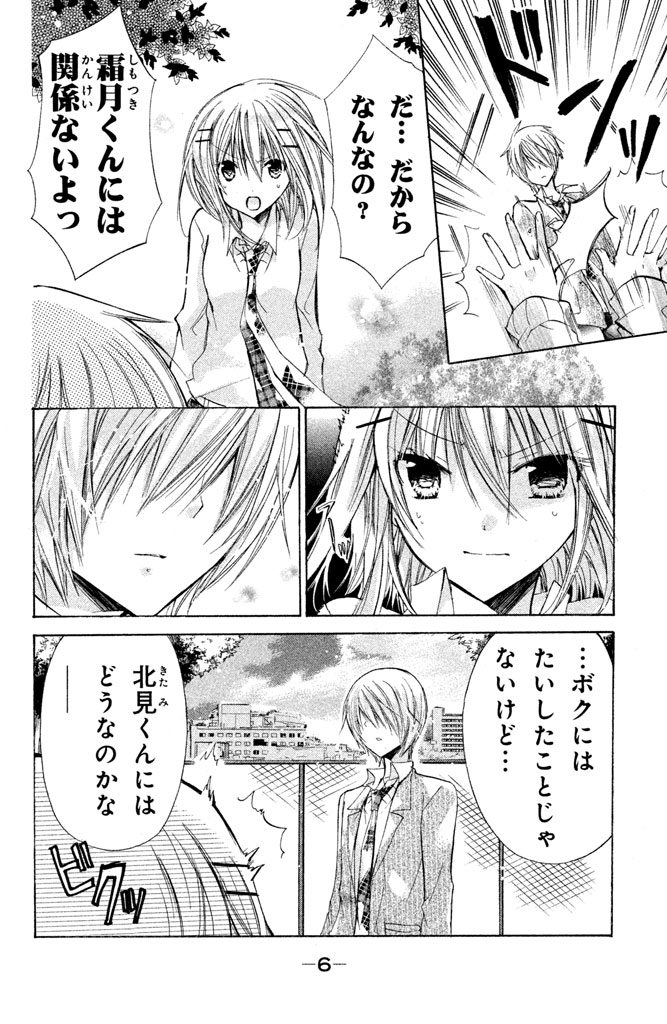 ドンッ
だ… だから
なんなの？
霜月くんには
関係ないよっ
…ボクには
たいしたことじゃ
ないけど…
北見くんには
どうなのかな
――
ビクッ
—6—